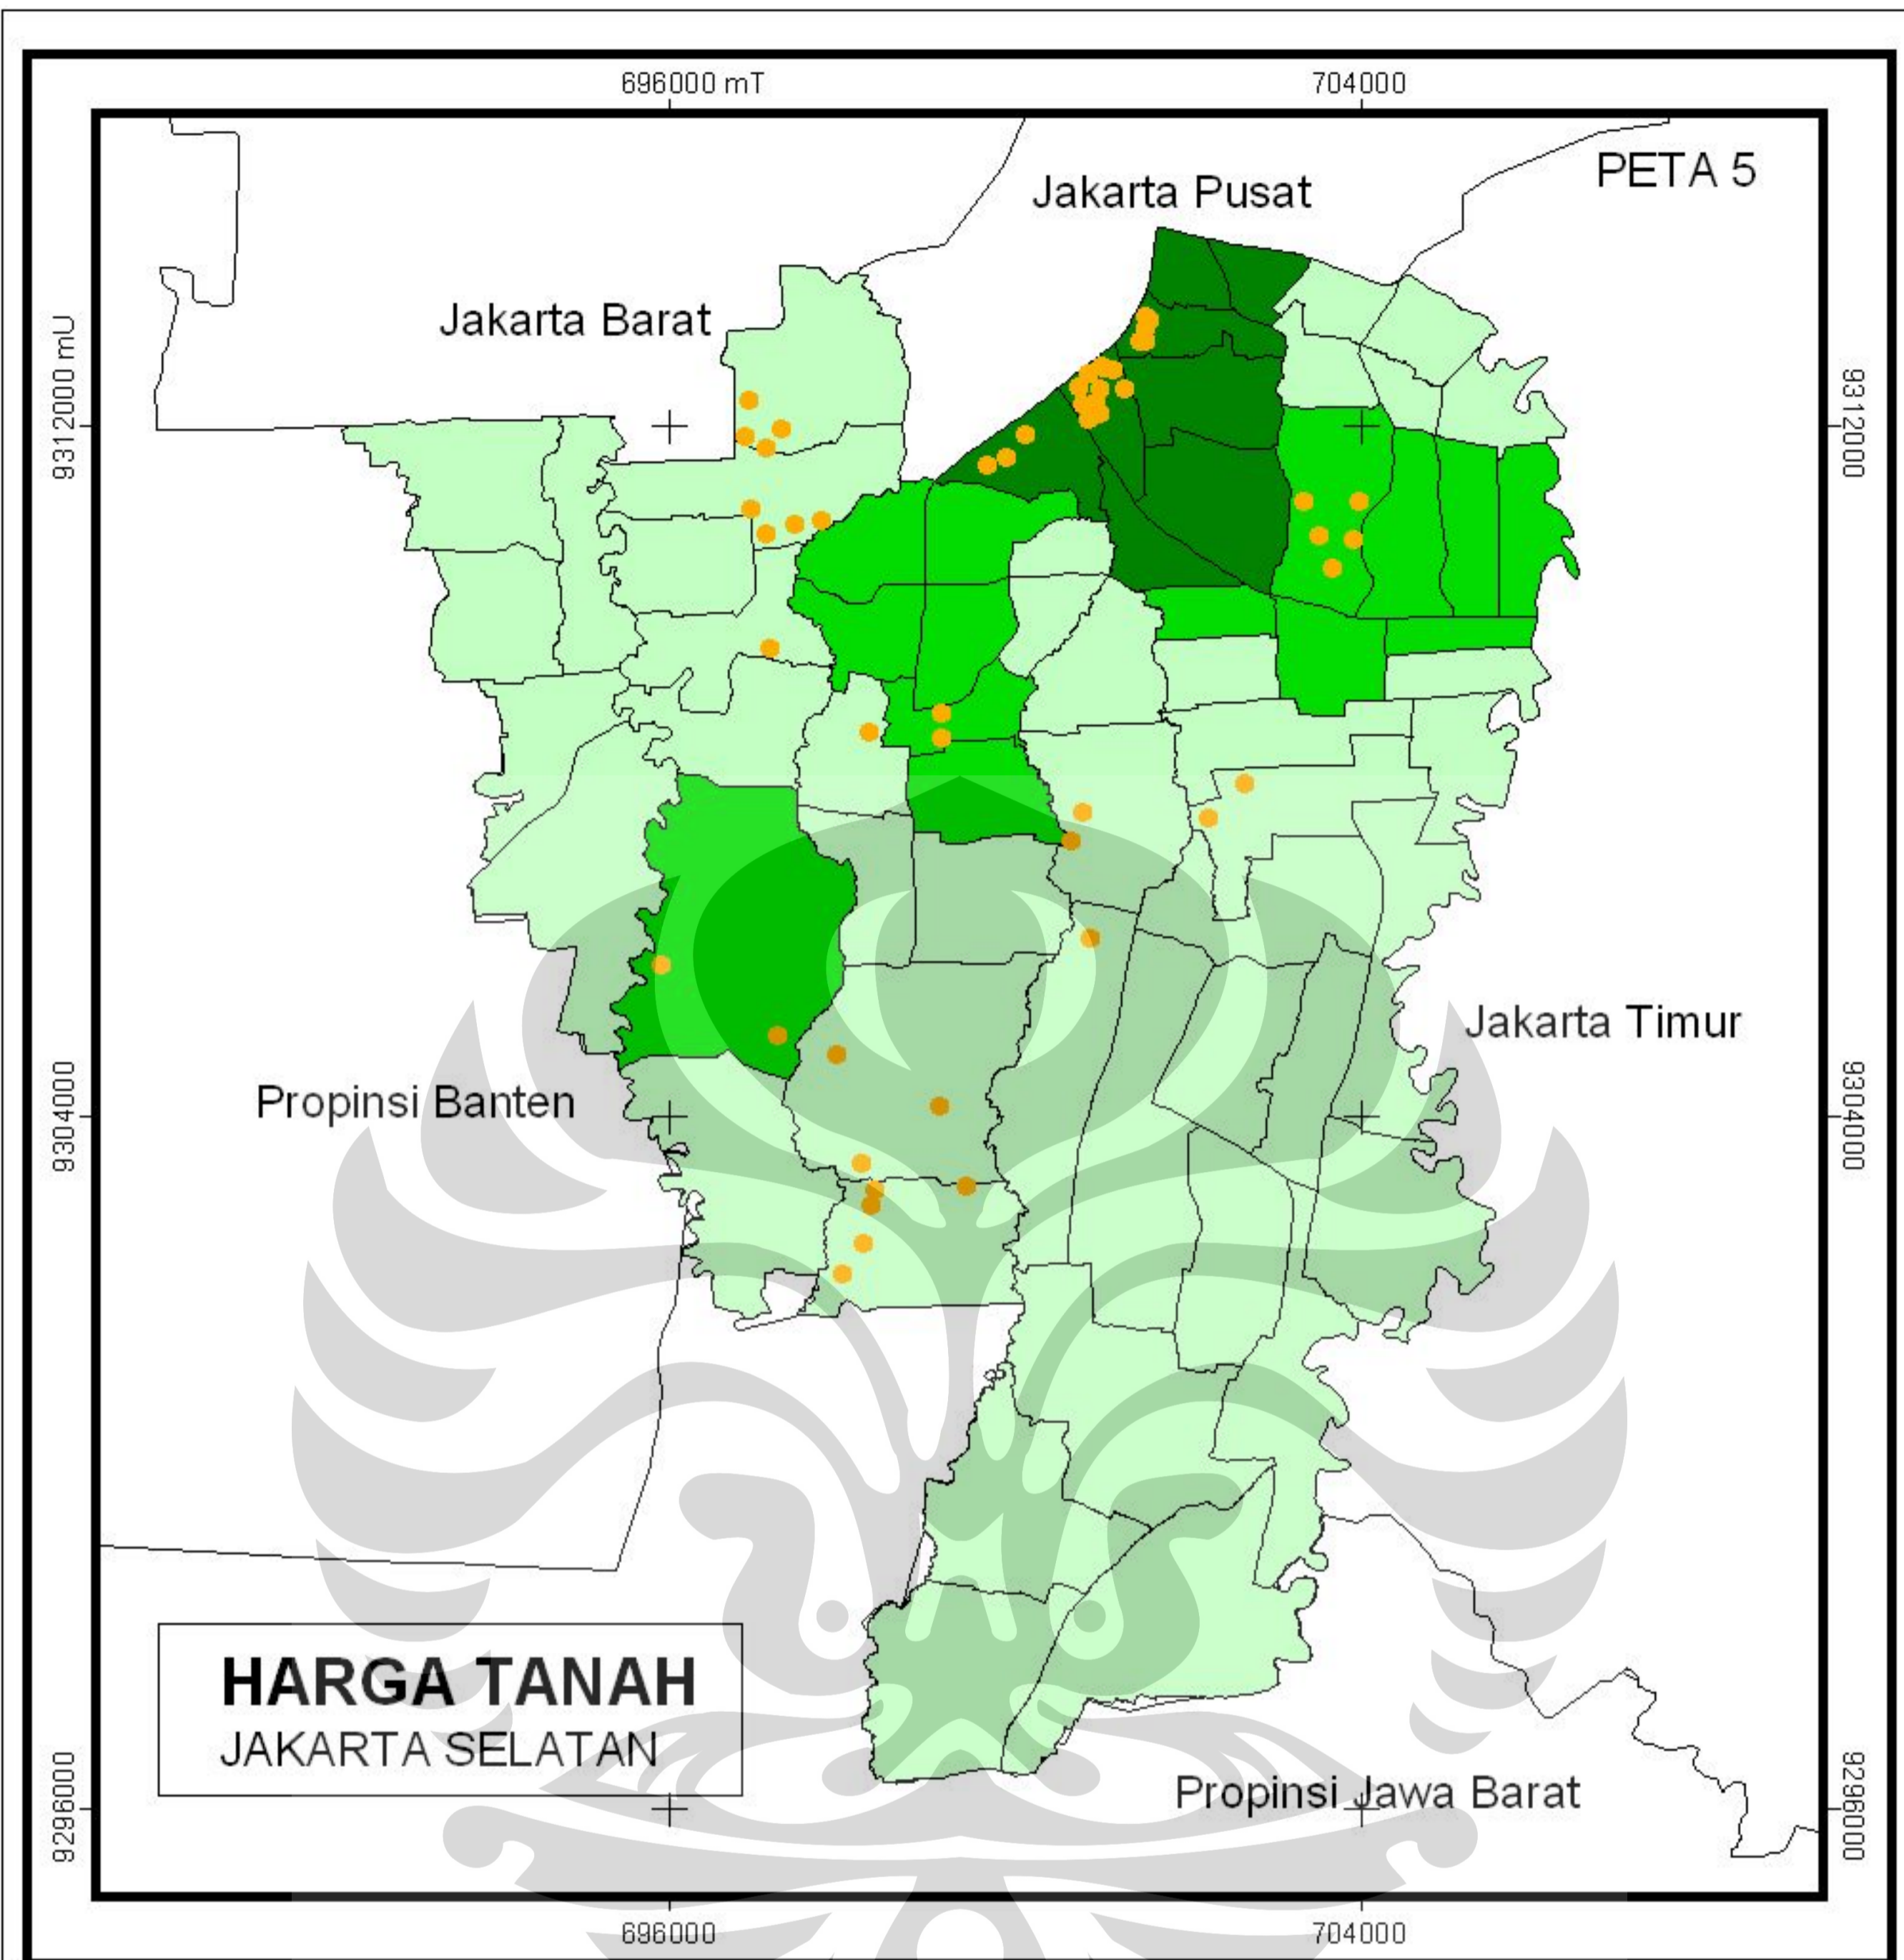 696000 mT
704000
PETA 5
Jakarta Pusat
Jakarta Barat
9312000 mU
9312000
Jakarta Timur
Propinsi Banten
9304000
9304000
HARGA TANAH
JAKARTA SELATAN
Propinsi Jawa Barat
9296000
9296000
696000
704000